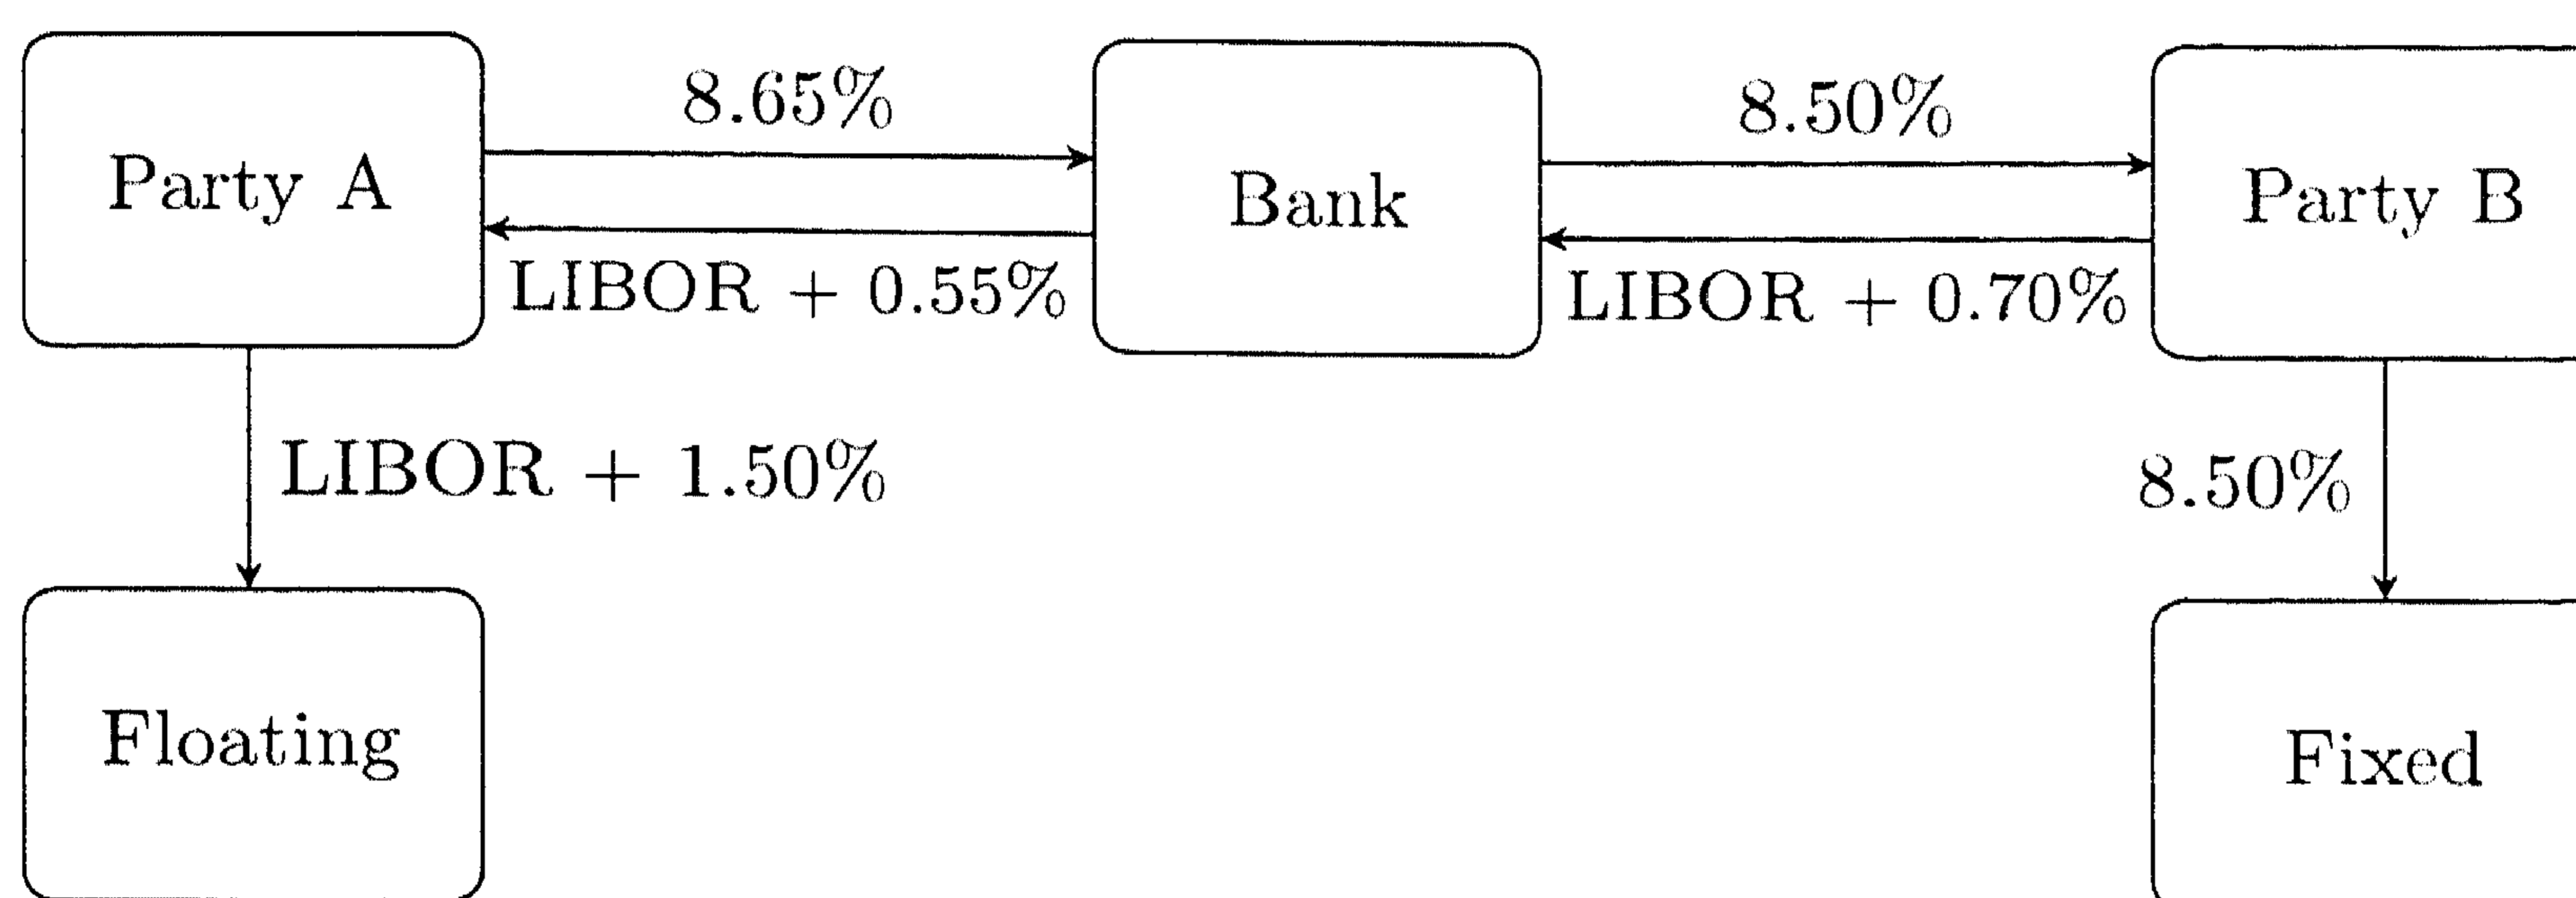 8.65%
8.50%
Party A
Bank
Party B
LIBOR + 0.55%
LIBOR + 0.70%
LIBOR + 1.50%
8.50%
Floating
Fixed